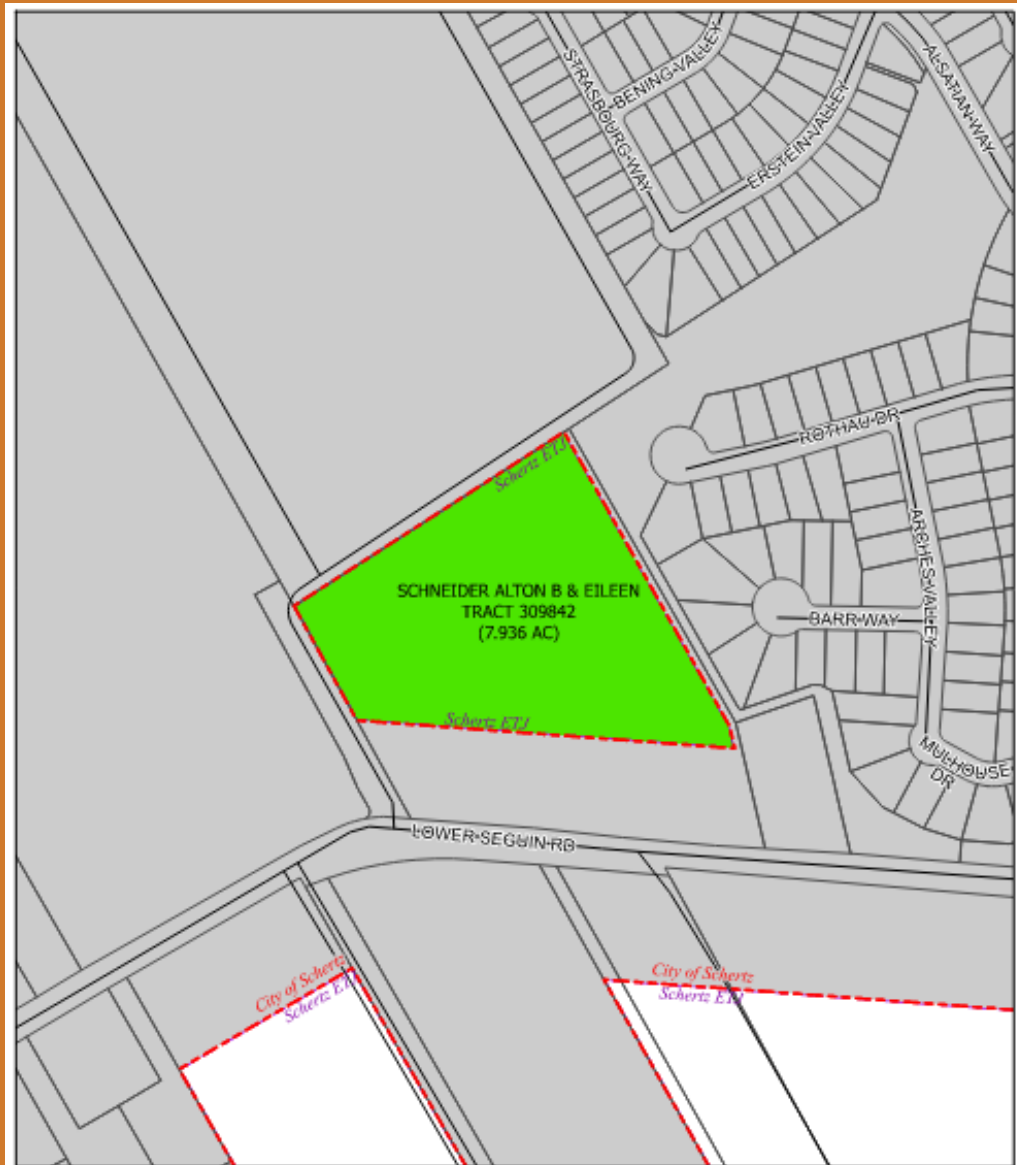 BENING VALLEY
STRASBOURG WAY
ALSATIAN WAY
ERSTEIN VALLEY
ROTHAU DR
Schertz ETJ
ARCHES VALLEY
SCHNEIDER ALTON B & EILEEN
TRACT 309842
(7.936 AC)
BARR WAY
Schertz ETJ
MULHOUSE
DR
LOWER SEGUIN RD
City of Schertz
Schertz ETJ
City of Schertz
Schertz ETJ